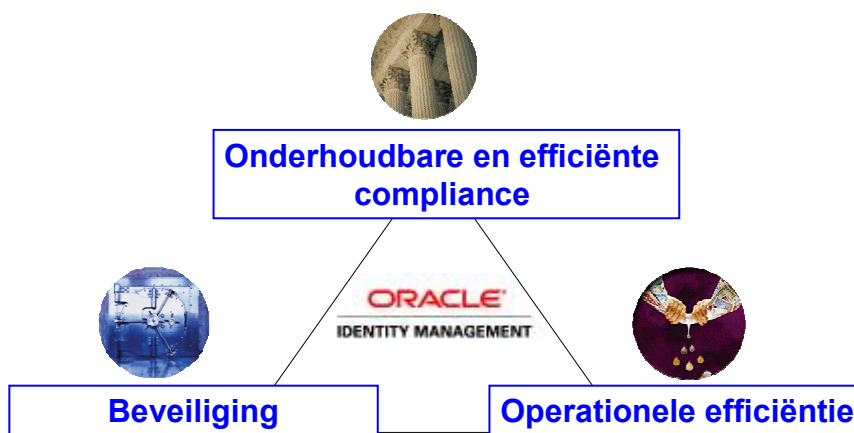 Onderhoudbare en efficiënte
compliance
ORACLE®
IDENTITY MANAGEMENT
Beveiliging
Operationele efficiëntie